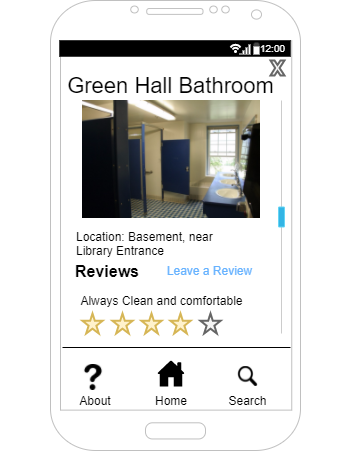 12:00
X
Green Hall Bathroom
Location: Basement, near
Library Entrance
Reviews Leave a Review
Always Clean and comfortable
?
About Home Search